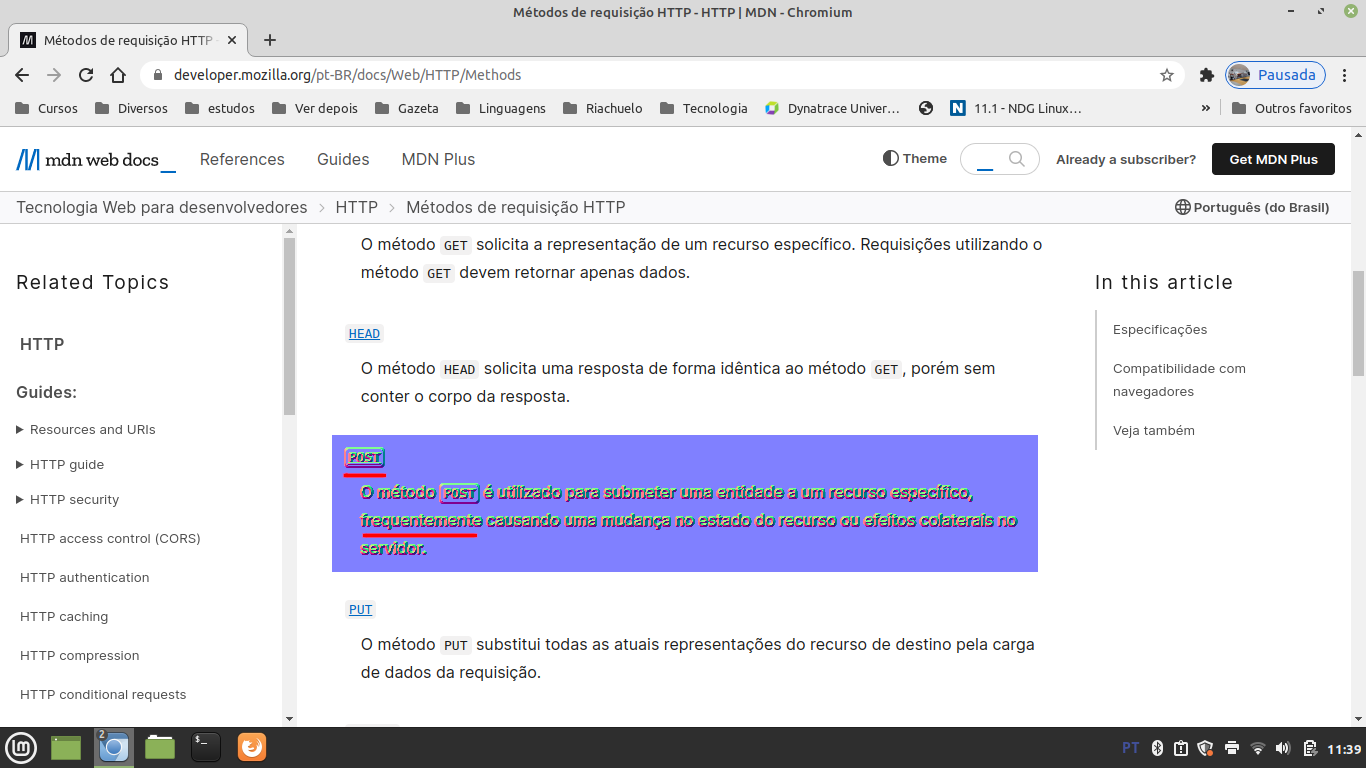 Métodos de requisição HTTP - HTTP | MDN - Chromium
Métodos de requisição HTTP -
developer.mozilla.org/pt-BR/docs/Web/HTTP/Methods
Pausada
Cursos Diversos estudos Ver depois Gazeta Linguagens Riachuelo Tecnologia Dynatrace Univer… 11.1 - NDG Linux… » Outros favoritos
mdn web docs_ References Guides MDN Plus Theme Already a subscriber? Get MDN Plus
Tecnologia Web para desenvolvedores > HTTP > Métodos de requisição HTTP Português (do Brasil)
Related Topics
HTTP
Guides:
Resources and URIs
HTTP guide
HTTP security
HTTP access control (CORS)
HTTP authentication
HTTP caching
HTTP compression
HTTP conditional requests
O método GET solicita a representação de um recurso específico. Requisições utilizando o
método GET devem retornar apenas dados.
HEAD
O método HEAD solicita uma resposta de forma idêntica ao método GET, porém sem
conter o corpo da resposta.
POST
O método POST é utilizado para submeter uma entidade a um recurso específico,
frequentemente causando uma mudança no estado do recurso ou efeitos colaterais no
servidor.
PUT
O método PUT substitui todas as atuais representações do recurso de destino pela carga
de dados da requisição.
In this article
Especificações
Compatibilidade com
navegadores
Veja também
2
$_
PT
11:39